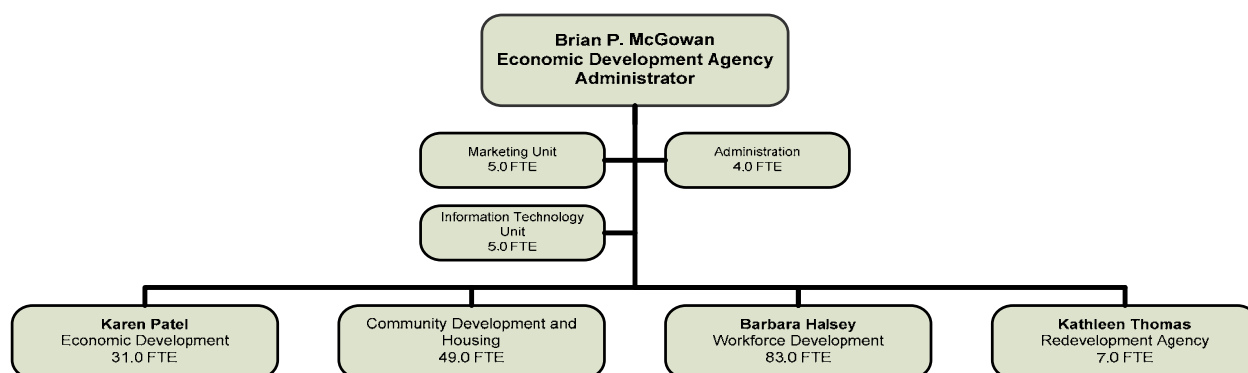 Brian P. McGowan
Economic Development Agency
Administrator
Marketing Unit
5.0 FTE
Administration
4.0 FTE
Information Technology
Unit
5.0 FTE
Karen Patel
Economic Development
31.0 FTE
Community Development and
Housing
49.0 FTE
Barbara Halsey
Workforce Development
83.0 FTE
Kathleen Thomas
Redevelopment Agency
7.0 FTE